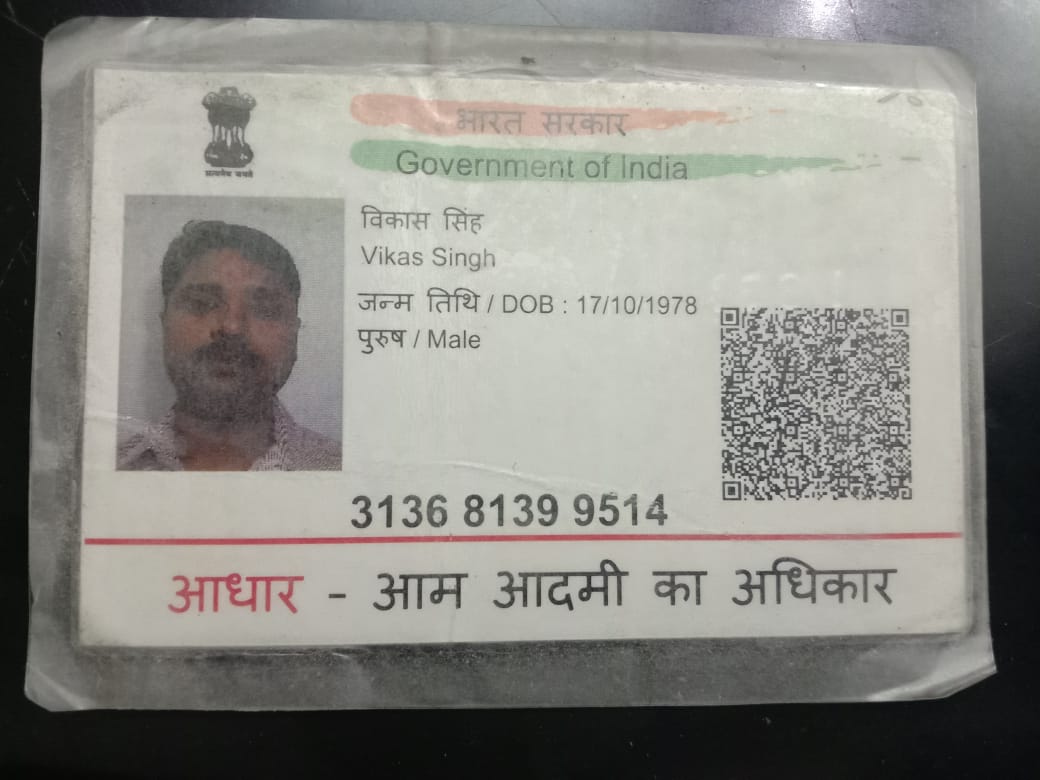 भारत सरकार
Government of India
सत्यमेव जयते
विकास सिंह
Vikas Singh
जन्म तिथि / DOB : 17/10/1978
पुरुष / Male
3136 8139 9514
आधार - आम आदमी का अधिकार